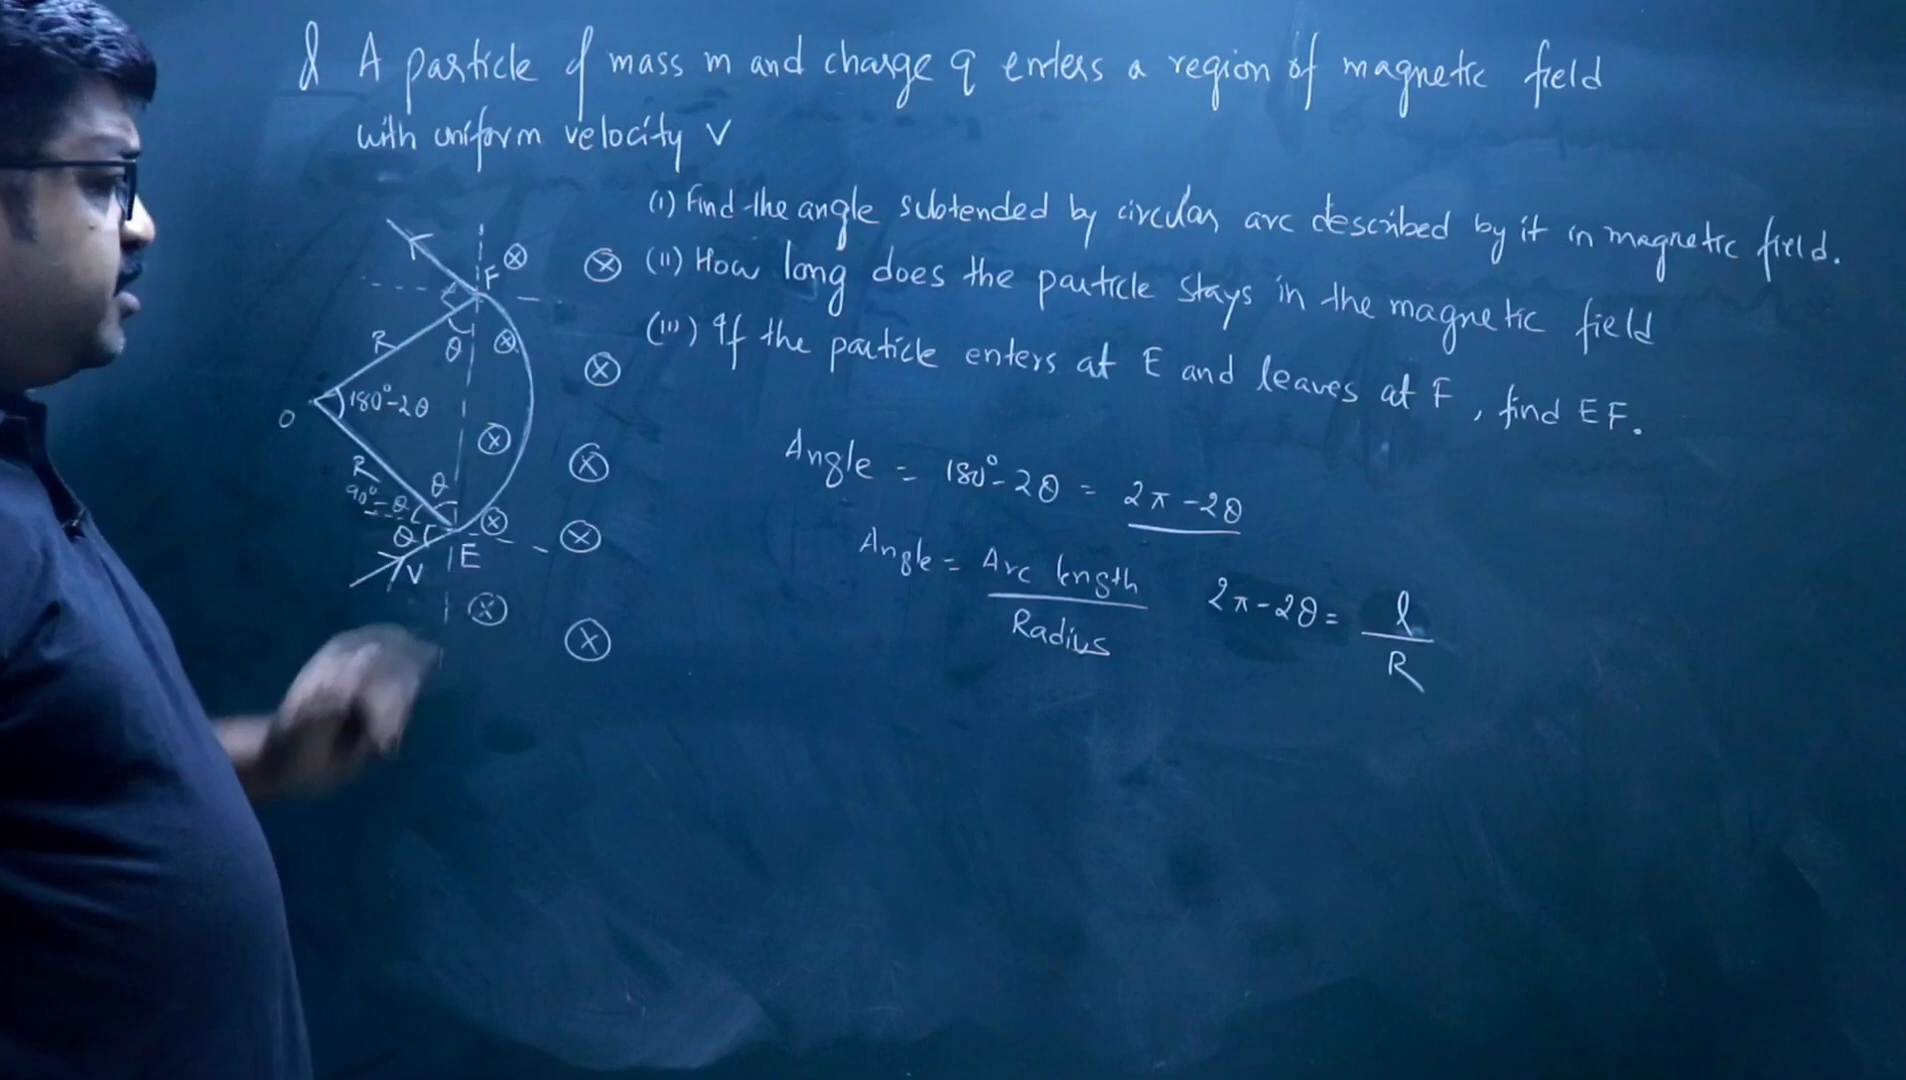 Q A particle of mass m and charge q enters a region of magnetic field
with uniform velocity v
(i) Find the angle subtended by circular arc described by it in magnetic field.
(ii) How long does the particle stays in the magnetic field
(iii) If the particle enters at E and leaves at F, find EF.
F
R
θ
O
180°-2θ
R
θ
90°-θ
θ
E
V
Angle = 180°-2θ = 2π-2θ
Angle = Arc length / Radius
2π-2θ = l / R